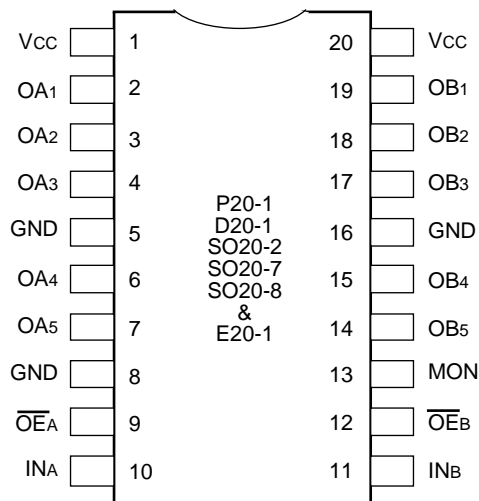 VCC 1 20 VCC
OA1 2 19 OB1
OA2 3 18 OB2
OA3 4 17 OB3
P20-1
D20-1
SO20-2
SO20-7
SO20-8
&
E20-1
GND 5 16 GND
OA4 6 15 OB4
OA5 7 14 OB5
GND 8 13 MON
O̅E̅A 9 12 O̅E̅B
INA 10 11 INB